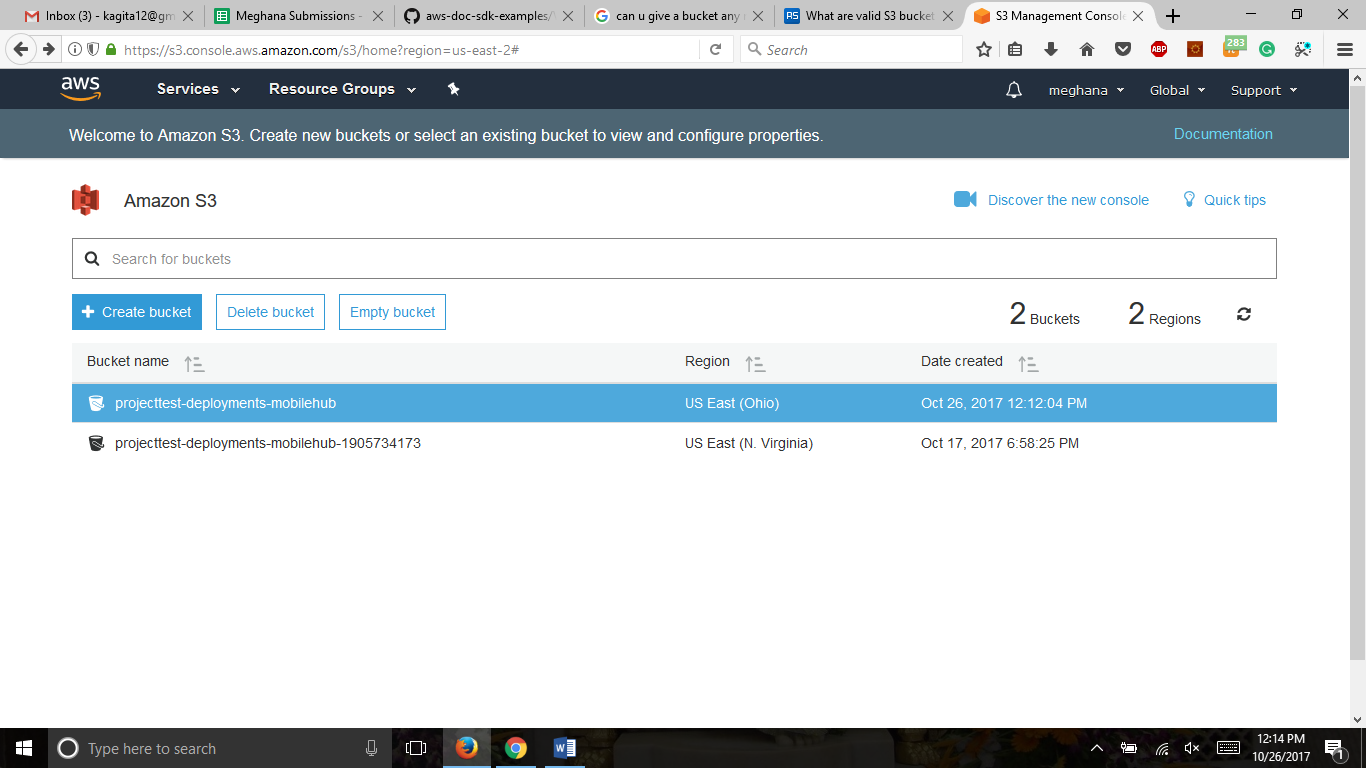 Inbox (3) - kagita12@gm
Meghana Submissions -
aws-doc-sdk-examples/
can u give a bucket any
What are valid S3 bucket
S3 Management Console
https://s3.console.aws.amazon.com/s3/home?region=us-east-2#
Search
ABP
283
aws
Services
Resource Groups
meghana
Global
Support
Welcome to Amazon S3. Create new buckets or select an existing bucket to view and configure properties.
Documentation
Amazon S3
Discover the new console
Quick tips
Search for buckets
Create bucket
Delete bucket
Empty bucket
2 Buckets
2 Regions
Bucket name
Region
Date created
projecttest-deployments-mobilehub
US East (Ohio)
Oct 26, 2017 12:12:04 PM
projecttest-deployments-mobilehub-1905734173
US East (N. Virginia)
Oct 17, 2017 6:58:25 PM
Type here to search
12:14 PM
10/26/2017
1